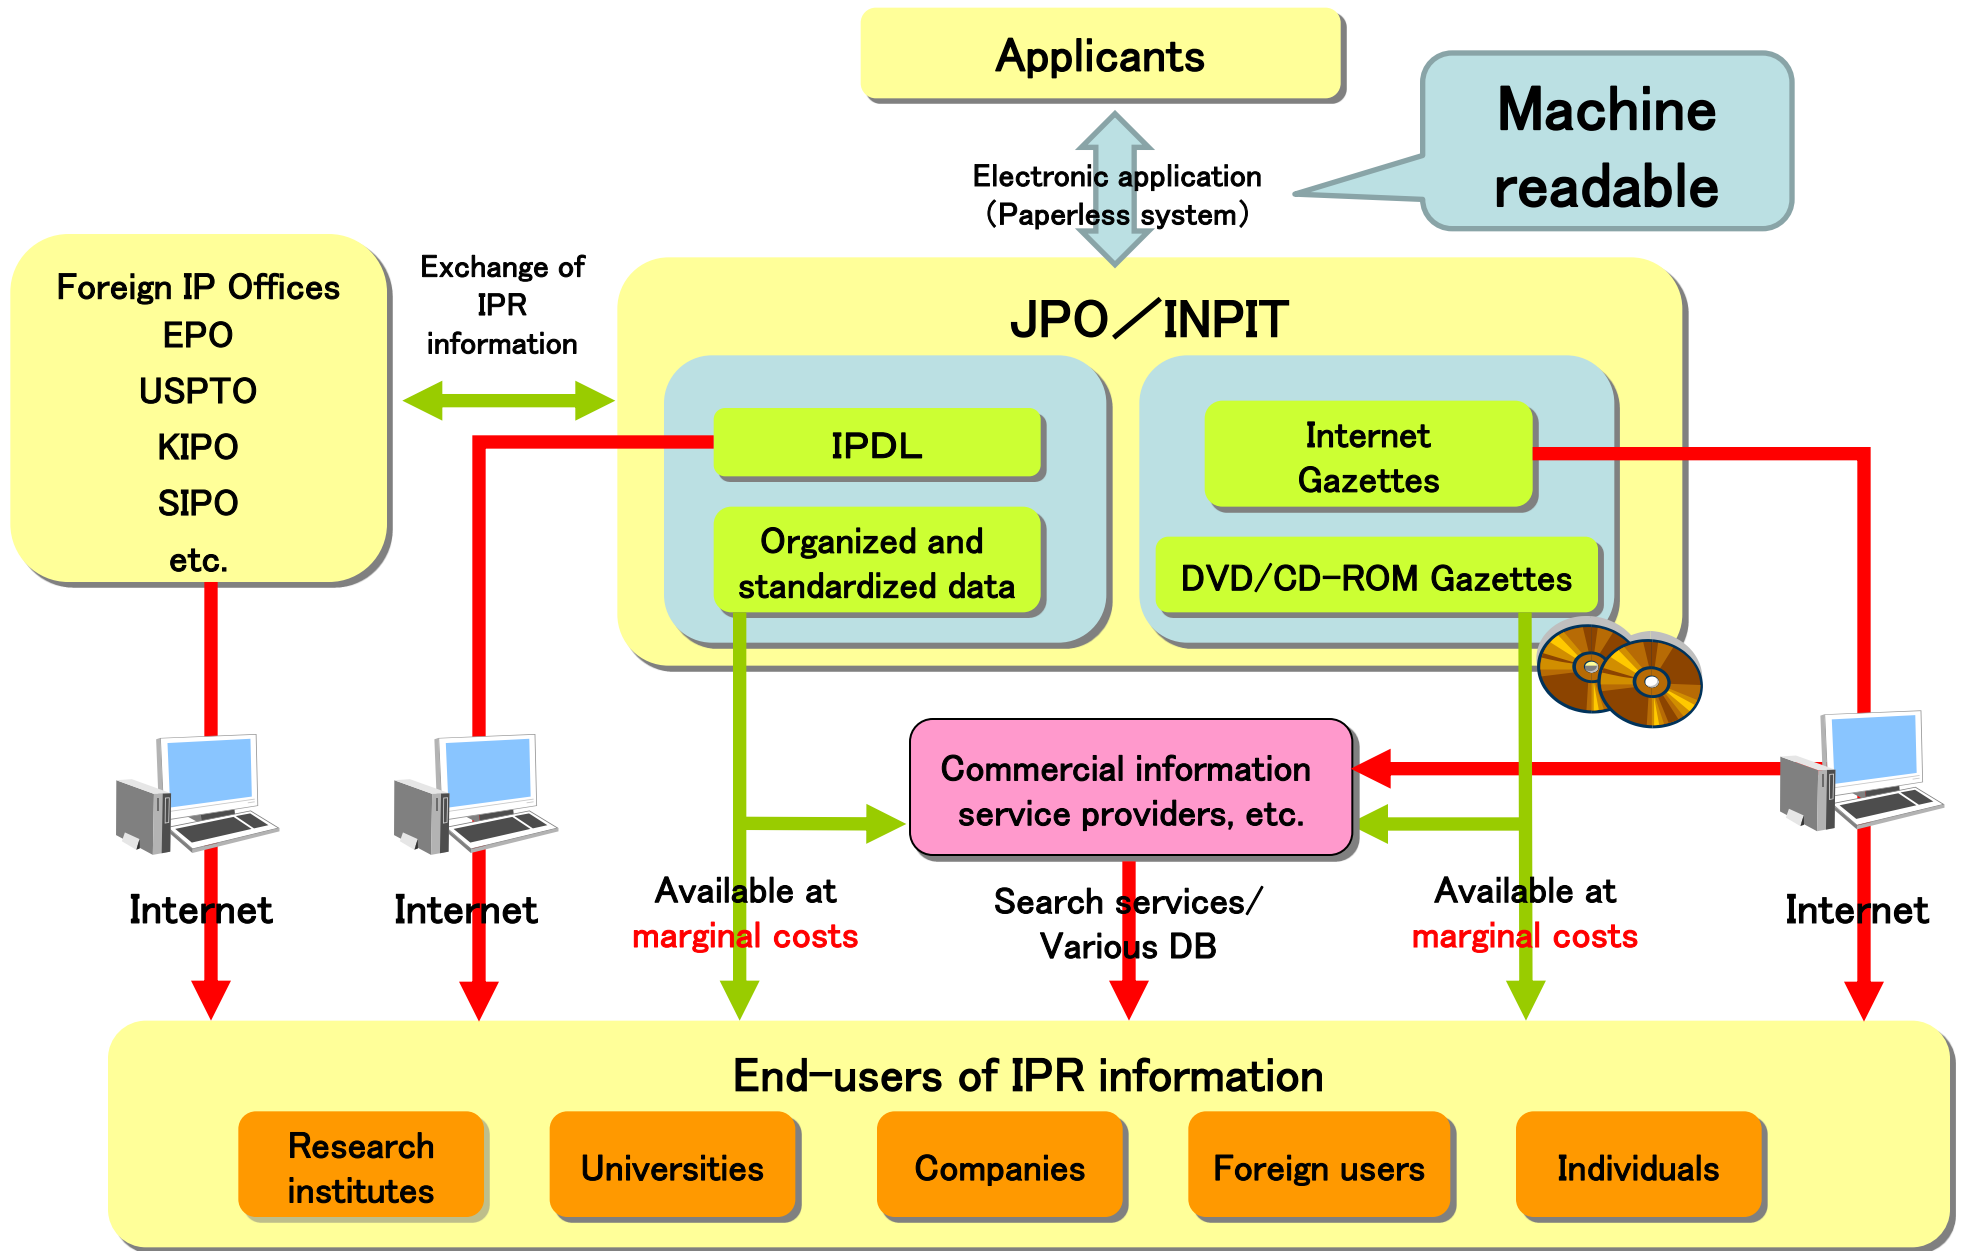 Applicants
Machine
readable
Electronic application
（Paperless system）
Foreign IP Offices
EPO
USPTO
KIPO
SIPO
etc.
Exchange of
IPR
information
JPO／INPIT
IPDL
Organized and
standardized data
Internet
Gazettes
DVD/CD-ROM Gazettes
Commercial information
service providers, etc.
Internet
Internet
Available at
marginal costs
Search services/
Various DB
Available at
marginal costs
Internet
End-users of IPR information
Research
institutes
Universities
Companies
Foreign users
Individuals